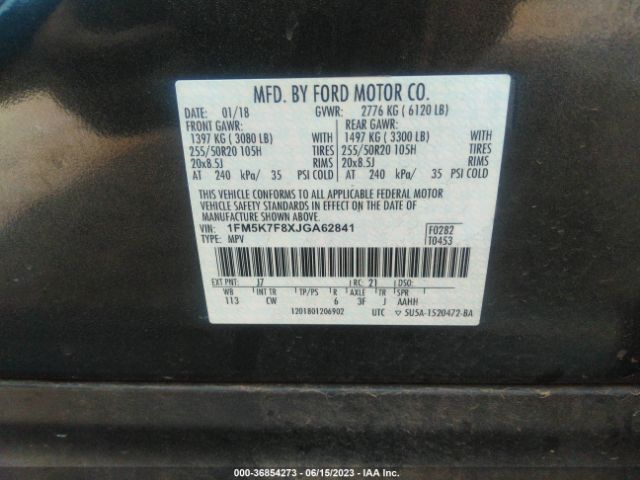 MFD. BY FORD MOTOR CO.
DATE: 01/18 GVWR: 2776 KG ( 6120 LB)
FRONT GAWR: REAR GAWR:
1397 KG ( 3080 LB) WITH 1497 KG ( 3300 LB) WITH
255/50R20 105H TIRES 255/50R20 105H TIRES
20x8.5J RIMS 20x8.5J RIMS
AT 240 kPa/ 35 PSI COLD AT 240 kPa/ 35 PSI COLD
THIS VEHICLE CONFORMS TO ALL APPLICABLE FEDERAL MOTOR
VEHICLE SAFETY AND BUMPER STANDARDS IN EFFECT ON THE DATE OF
MANUFACTURE SHOWN ABOVE.
VIN: 1FM5K7F8XJGA62841 F0282
TYPE: MPV T0453
EXT PNT: J7 RC: 21 DSO:
WB INT TR TP/PS R AXLE TR SPR
113 CW 6 3F J AAHH
1201801206902 UTC ▽ 5U5A-1520472-BA
36854273 - 06/15/2023 - IAA Inc.